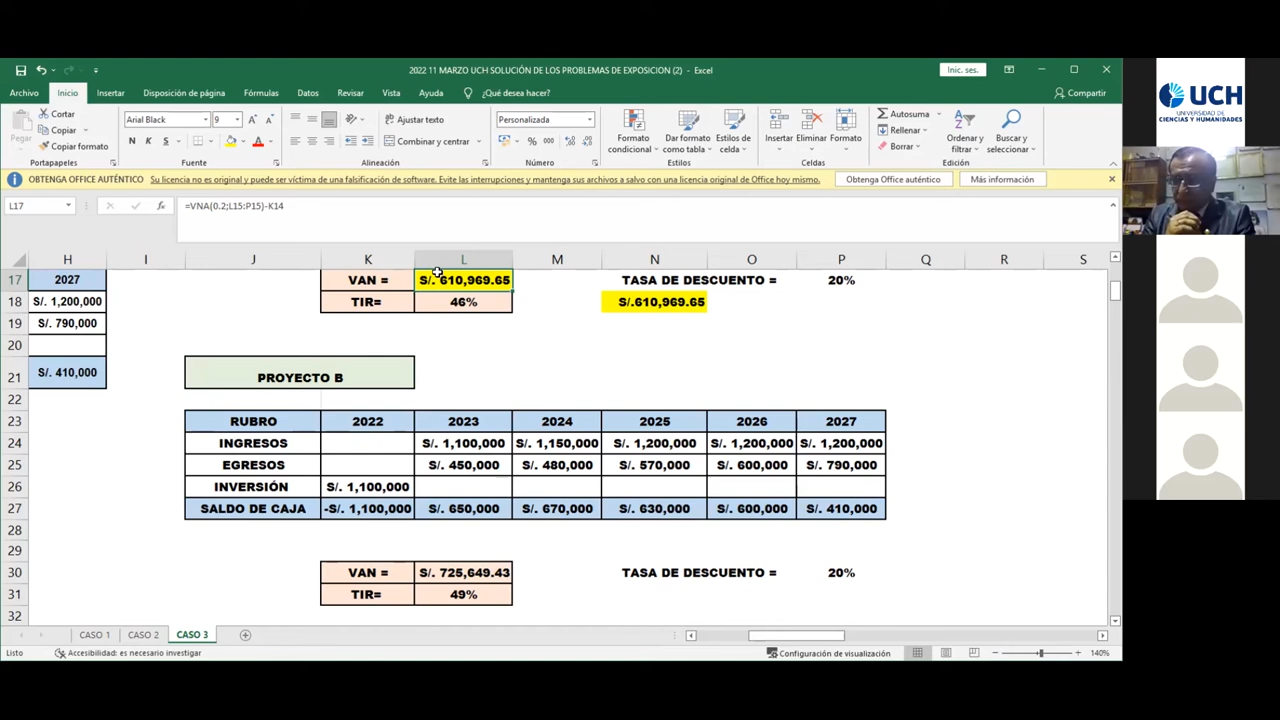 2022 11 MARZO UCH SOLUCIÓN DE LOS PROBLEMAS DE EXPOSICION (2) - Excel
Inic. ses.
Archivo Inicio Insertar Disposición de página Fórmulas Datos Revisar Vista Ayuda ¿Qué desea hacer? Compartir
Pegar
Cortar
Copiar
Copiar formato
Portapapeles
Arial Black 9
N K S
Fuente
Ajustar texto
Combinar y centrar
Alineación
Personalizada
% 000
Número
Formato condicional
Dar formato como tabla
Estilos de celda
Estilos
Insertar Eliminar Formato
Celdas
Autosuma
Rellenar
Borrar
Ordenar y filtrar
Buscar y seleccionar
Edición
OBTENGA OFFICE AUTÉNTICO Su licencia no es original y puede ser víctima de una falsificación de software. Evite las interrupciones y mantenga sus archivos a salvo con una licencia original de Office hoy mismo. Obtenga Office auténtico Más información
L17 fx =VNA(0.2;L15:P15)-K14
H I J K L M N O P Q R S
17 2027 VAN = S/. 610,969.65 TASA DE DESCUENTO = 20%
18 S/. 1,200,000 TIR= 46% S/.610,969.65
19 S/. 790,000
20
21 S/. 410,000 PROYECTO B
22
23 RUBRO 2022 2023 2024 2025 2026 2027
24 INGRESOS S/. 1,100,000 S/. 1,150,000 S/. 1,200,000 S/. 1,200,000 S/. 1,200,000
25 EGRESOS S/. 450,000 S/. 480,000 S/. 570,000 S/. 600,000 S/. 790,000
26 INVERSIÓN S/. 1,100,000
27 SALDO DE CAJA -S/. 1,100,000 S/. 650,000 S/. 670,000 S/. 630,000 S/. 600,000 S/. 410,000
28
29
30 VAN = S/. 725,649.43 TASA DE DESCUENTO = 20%
31 TIR= 49%
32
CASO 1 CASO 2 CASO 3
Listo Accesibilidad: es necesario investigar Configuración de visualización 140%
UCH
UNIVERSIDAD DE
CIENCIAS Y HUMANIDADES